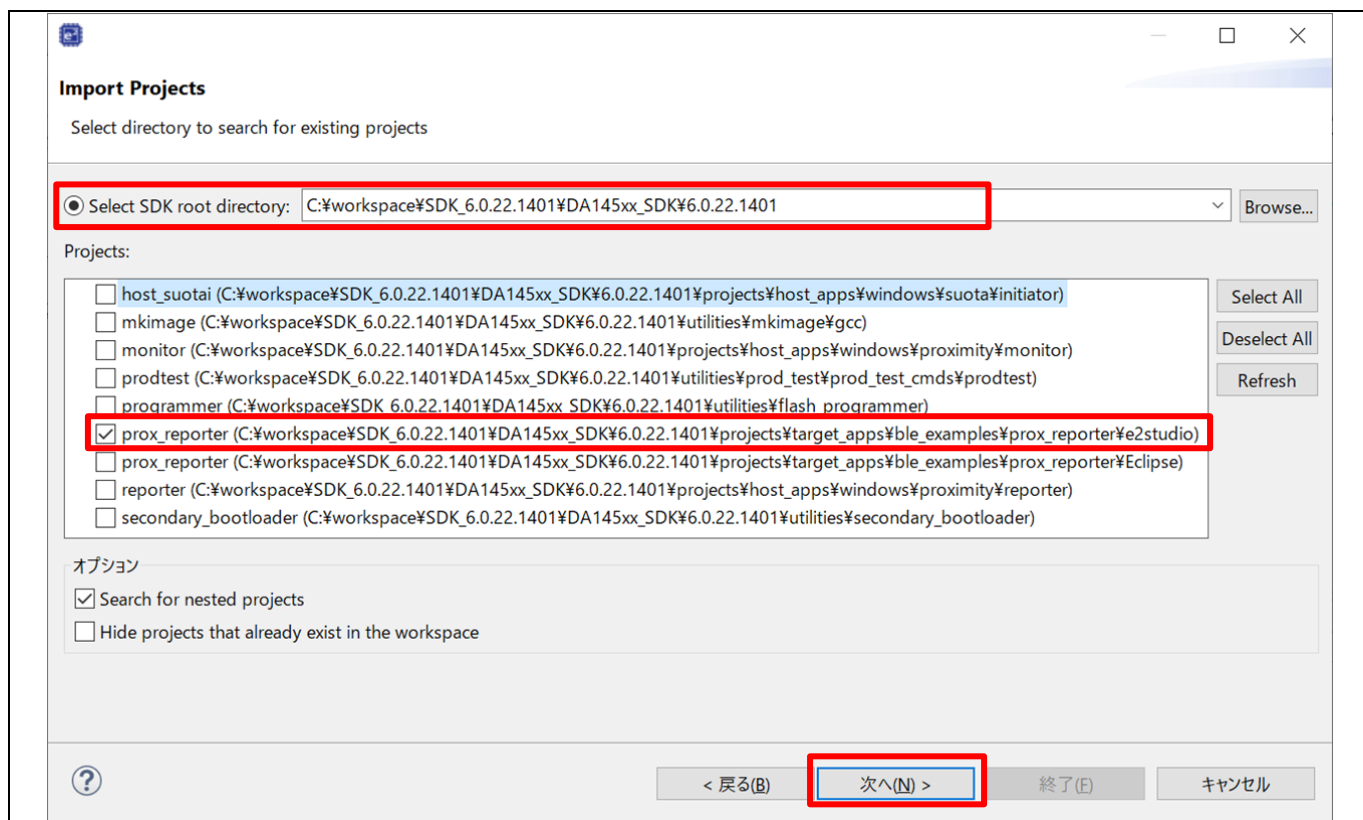 Import Projects
Select directory to search for existing projects
Select SDK root directory: C:¥workspace¥SDK_6.0.22.1401¥DA145xx_SDK¥6.0.22.1401 Browse...
Projects:
host_suotai (C:¥workspace¥SDK_6.0.22.1401¥DA145xx_SDK¥6.0.22.1401¥projects¥host_apps¥windows¥suota¥initiator)
mkimage (C:¥workspace¥SDK_6.0.22.1401¥DA145xx_SDK¥6.0.22.1401¥utilities¥mkimage¥gcc)
monitor (C:¥workspace¥SDK_6.0.22.1401¥DA145xx_SDK¥6.0.22.1401¥projects¥host_apps¥windows¥proximity¥monitor)
prodtest (C:¥workspace¥SDK_6.0.22.1401¥DA145xx_SDK¥6.0.22.1401¥utilities¥prod_test¥prod_test_cmds¥prodtest)
programmer (C:¥workspace¥SDK_6.0.22.1401¥DA145xx_SDK¥6.0.22.1401¥utilities¥flash_programmer)
prox_reporter (C:¥workspace¥SDK_6.0.22.1401¥DA145xx_SDK¥6.0.22.1401¥projects¥target_apps¥ble_examples¥prox_reporter¥e2studio)
prox_reporter (C:¥workspace¥SDK_6.0.22.1401¥DA145xx_SDK¥6.0.22.1401¥projects¥target_apps¥ble_examples¥prox_reporter¥Eclipse)
reporter (C:¥workspace¥SDK_6.0.22.1401¥DA145xx_SDK¥6.0.22.1401¥projects¥host_apps¥windows¥proximity¥reporter)
secondary_bootloader (C:¥workspace¥SDK_6.0.22.1401¥DA145xx_SDK¥6.0.22.1401¥utilities¥secondary_bootloader)
Select All
Deselect All
Refresh
オプション
Search for nested projects
Hide projects that already exist in the workspace
? < 戻る(B) 次へ(N) > 終了(F) キャンセル